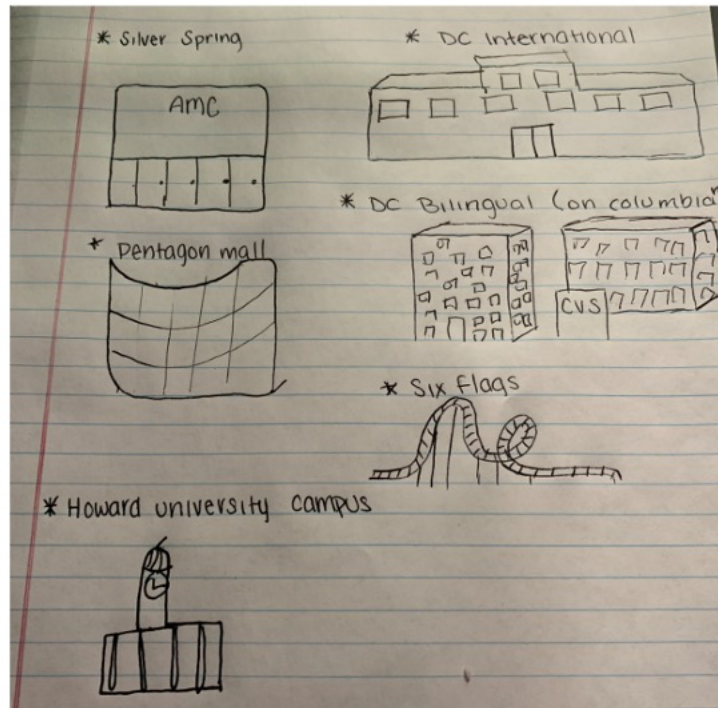 * Silver Spring
AMC
* DC International
* DC Bilingual (on columbia
CVS
* Pentagon mall
* Six Flags
* Howard university campus